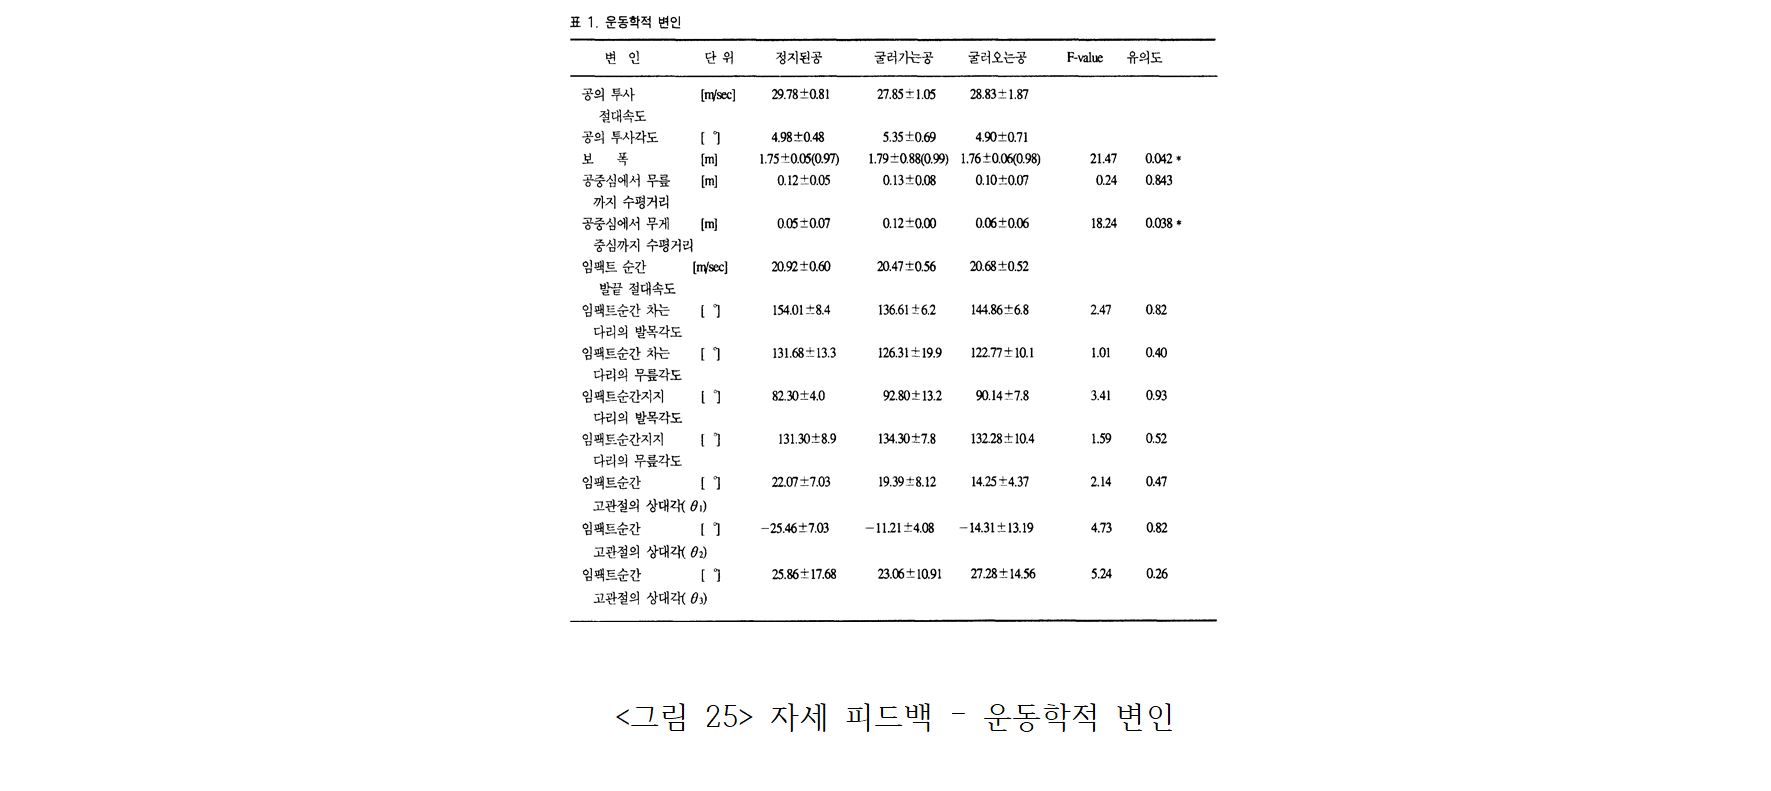 표 1. 운동학적 변인
변 인 단 위 정지된공 굴러가는공 굴러오는공 F-value 유의도
공의 투사 [m/sec] 29.78±0.81 27.85±1.05 28.83±1.87
절대속도
공의 투사각도 [ °] 4.98±0.48 5.35±0.69 4.90±0.71
보 폭 [m] 1.75±0.05(0.97) 1.79±0.88(0.99) 1.76±0.06(0.98) 21.47 0.042 *
공중심에서 무릎 [m] 0.12±0.05 0.13±0.08 0.10±0.07 0.24 0.843
까지 수평거리
공중심에서 무게 [m] 0.05±0.07 0.12±0.00 0.06±0.06 18.24 0.038 *
중심까지 수평거리
임팩트 순간 [m/sec] 20.92±0.60 20.47±0.56 20.68±0.52
발끝 절대속도
임팩트순간 차는 [ °] 154.01±8.4 136.61±6.2 144.86±6.8 2.47 0.82
다리의 발목각도
임팩트순간 차는 [ °] 131.68±13.3 126.31±19.9 122.77±10.1 1.01 0.40
다리의 무릎각도
임팩트순간지지 [ °] 82.30±4.0 92.80±13.2 90.14±7.8 3.41 0.93
다리의 발목각도
임팩트순간지지 [ °] 131.30±8.9 134.30±7.8 132.28±10.4 1.59 0.52
다리의 무릎각도
임팩트순간 [ °] 22.07±7.03 19.39±8.12 14.25±4.37 2.14 0.47
고관절의 상대각( θ₁)
임팩트순간 [ °] −25.46±7.03 −11.21±4.08 −14.31±13.19 4.73 0.82
고관절의 상대각( θ₂)
임팩트순간 [ °] 25.86±17.68 23.06±10.91 27.28±14.56 5.24 0.26
고관절의 상대각( θ₃)
<그림 25> 자세 피드백 - 운동학적 변인